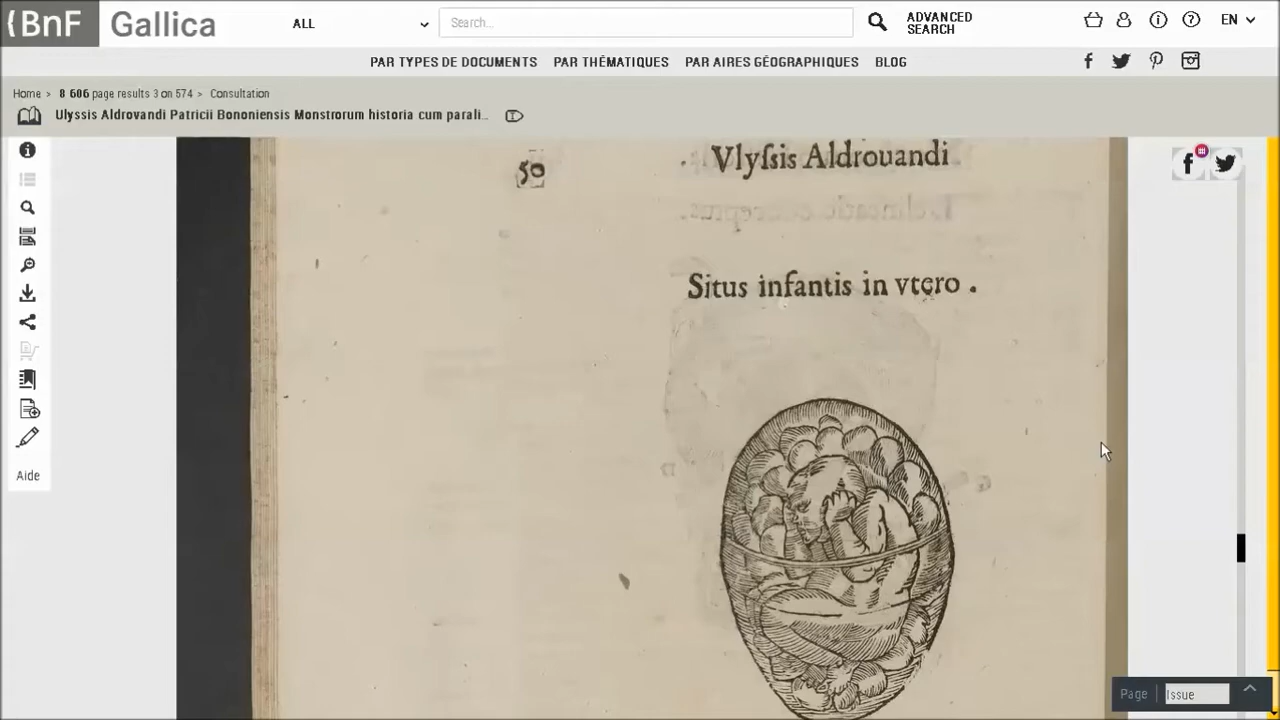 BnF Gallica
ALL
Search...
ADVANCED
SEARCH
EN
PAR TYPES DE DOCUMENTS PAR THÉMATIQUES PAR AIRES GÉOGRAPHIQUES BLOG
Home > 8 606 page results 3 on 574 > Consultation
Ulyssis Aldrovandi Patricii Bononiensis Monstrorum historia cum parali...
50
Vlyſsis Aldrouandi
Situs infantis in vtero .
Aide
Page Issue